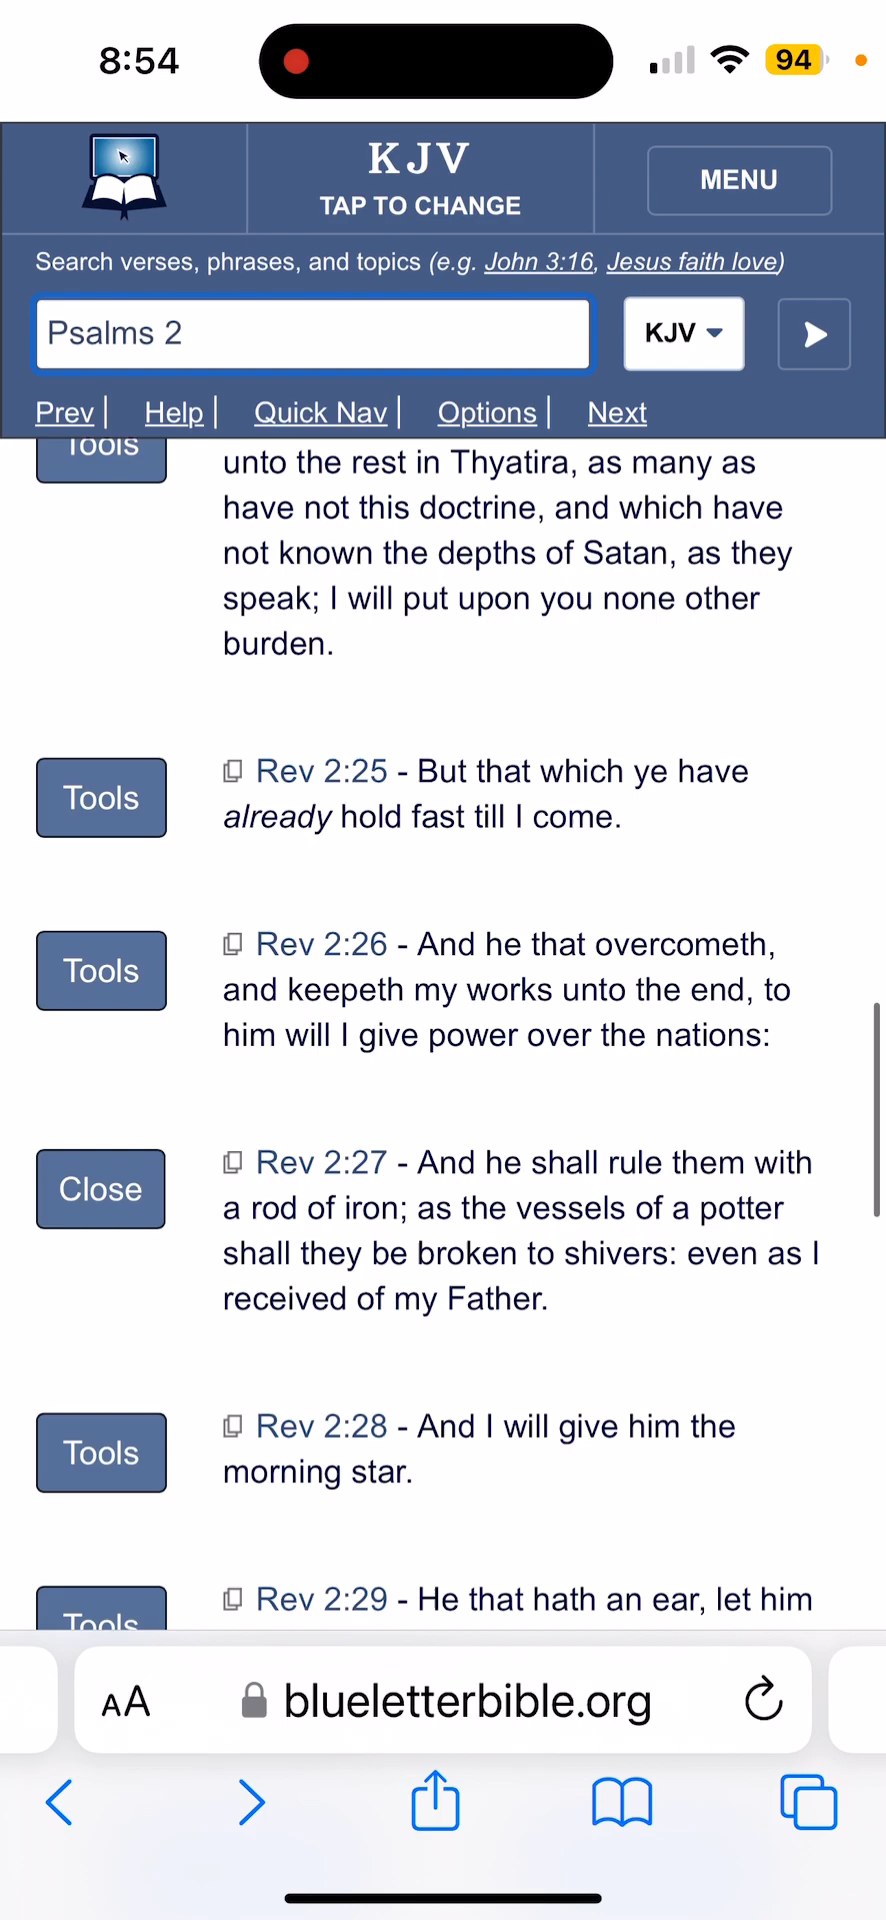 8:54
94
KJV
TAP TO CHANGE
MENU
Search verses, phrases, and topics (e.g. John 3:16, Jesus faith love)
Psalms 2
KJV
Prev | Help | Quick Nav | Options | Next
Tools
unto the rest in Thyatira, as many as
have not this doctrine, and which have
not known the depths of Satan, as they
speak; I will put upon you none other
burden.
Tools
Rev 2:25 - But that which ye have
already hold fast till I come.
Tools
Rev 2:26 - And he that overcometh,
and keepeth my works unto the end, to
him will I give power over the nations:
Close
Rev 2:27 - And he shall rule them with
a rod of iron; as the vessels of a potter
shall they be broken to shivers: even as I
received of my Father.
Tools
Rev 2:28 - And I will give him the
morning star.
Tools
Rev 2:29 - He that hath an ear, let him
AA
blueletterbible.org